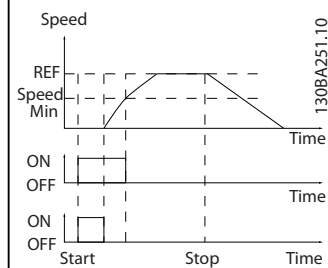 Speed
REF
Speed
Min
Time
ON
OFF
Time
ON
OFF
Start Stop Time
130BA251.10